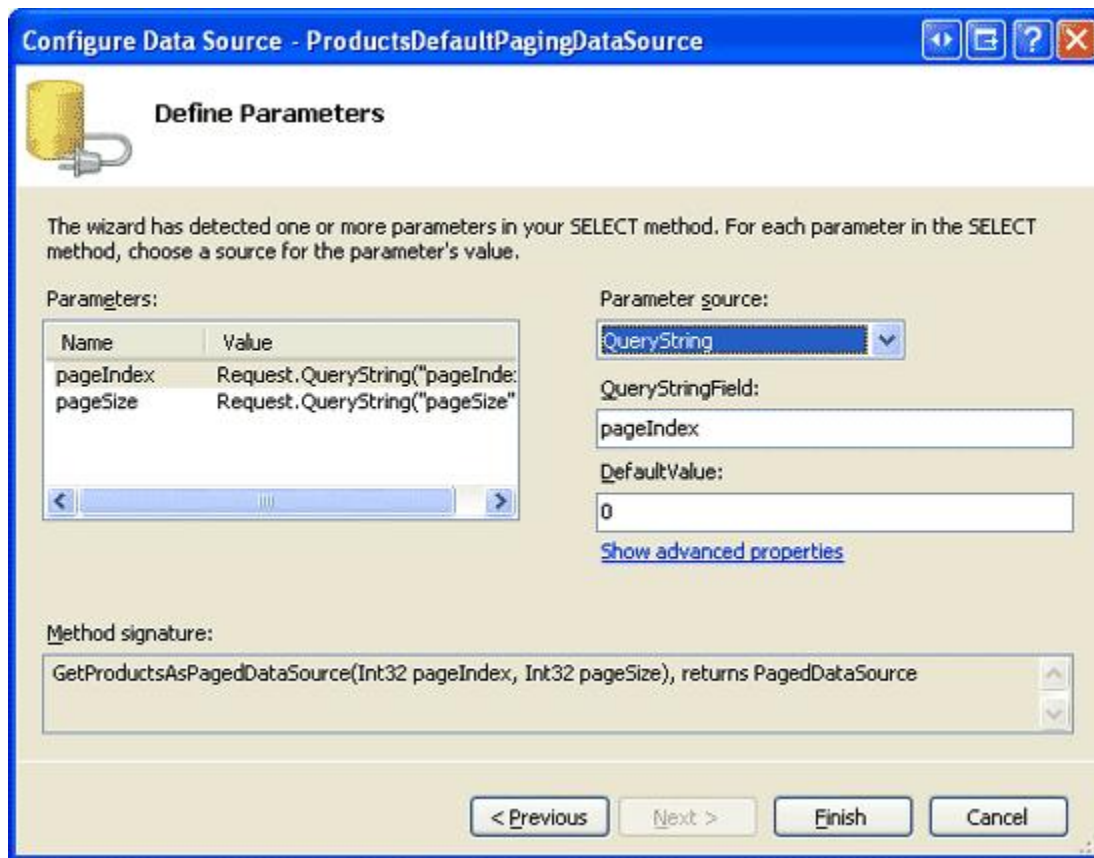 Configure Data Source - ProductsDefaultPagingDataSource
Define Parameters
The wizard has detected one or more parameters in your SELECT method. For each parameter in the SELECT
method, choose a source for the parameter's value.
Parameters:
Name Value
pageIndex Request.QueryString("pageInde
pageSize Request.QueryString("pageSize"
Parameter source:
QueryString
QueryStringField:
pageIndex
DefaultValue:
0
Show advanced properties
Method signature:
GetProductsAsPagedDataSource(Int32 pageIndex, Int32 pageSize), returns PagedDataSource
< Previous Next > Finish Cancel